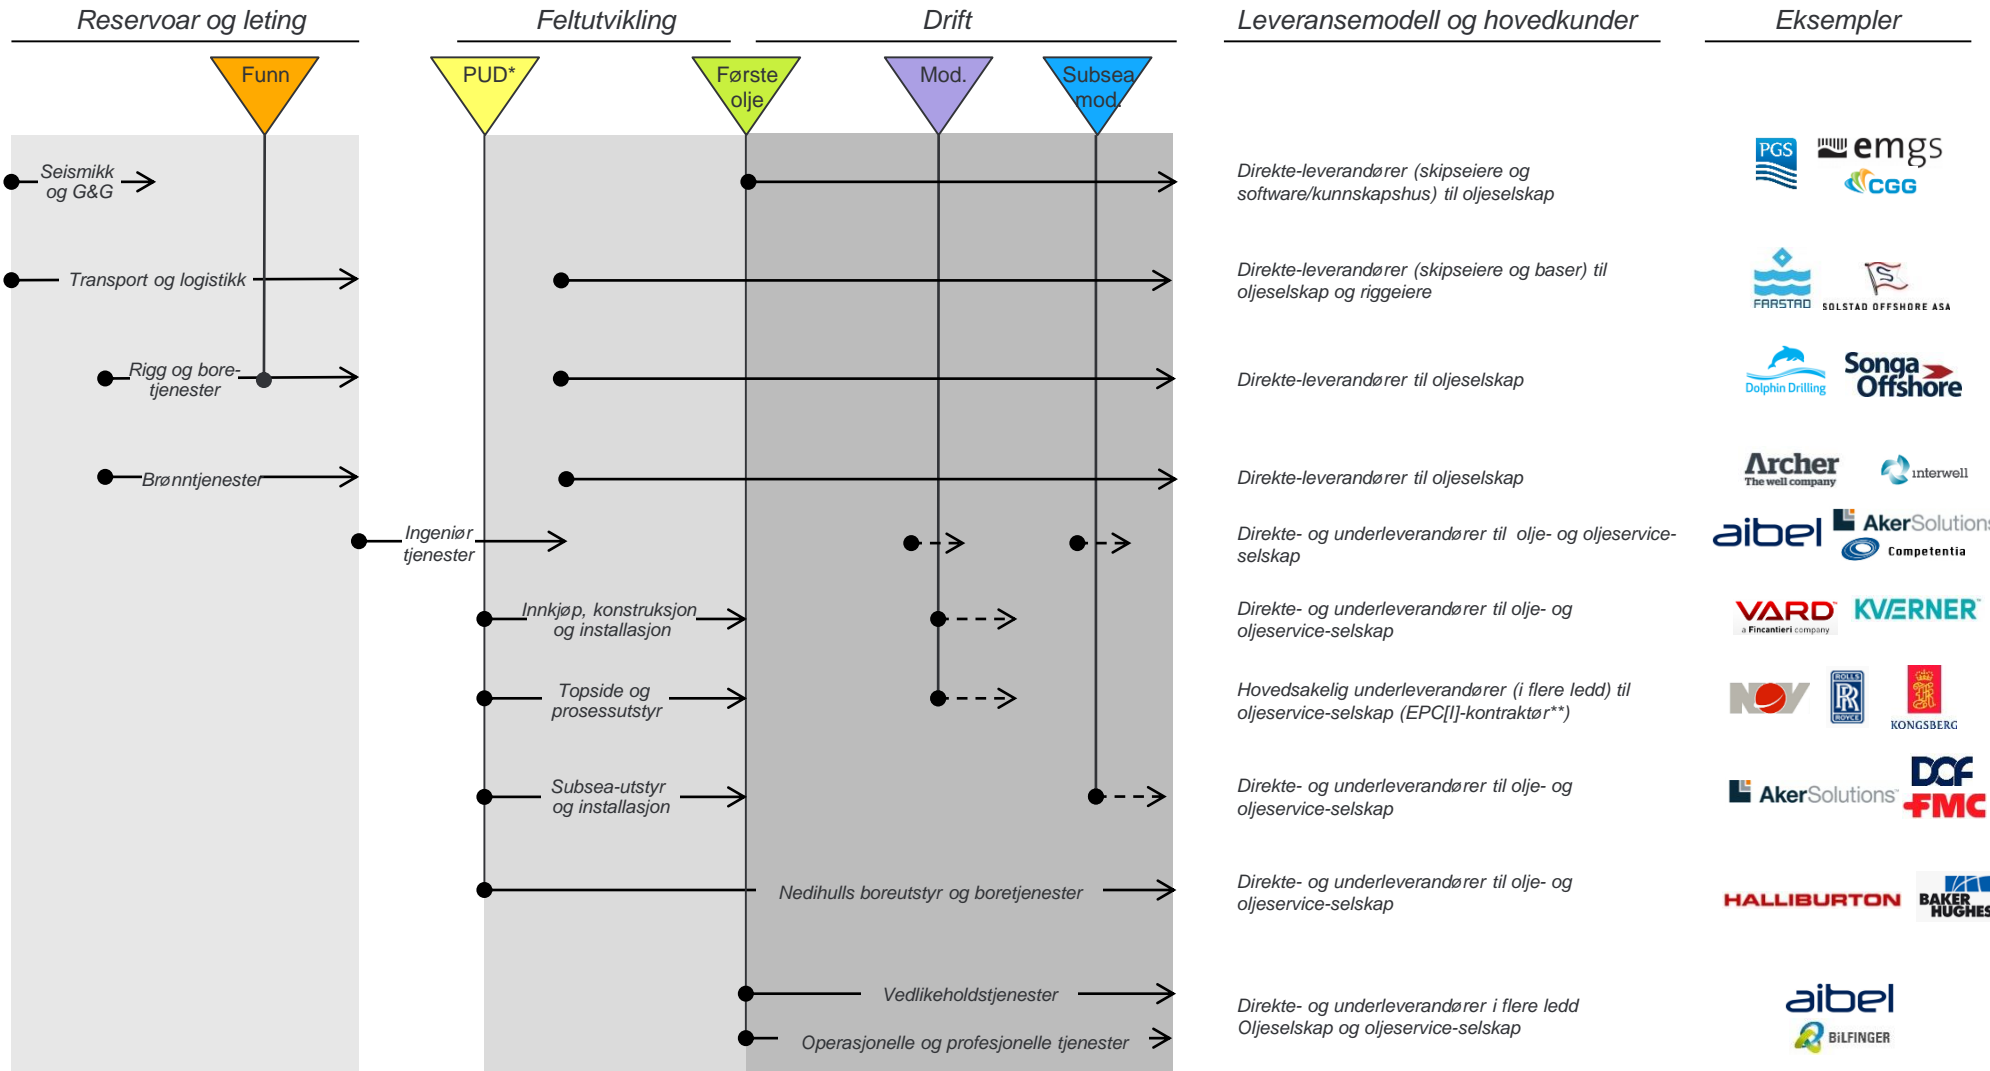 Reservoar og leting
Feltutvikling
Drift
Leveransemodell og hovedkunder
Eksempler
Funn
PUD*
Første
olje
Mod.
Subsea
mod.
Seismikk
og G&G
Direkte-leverandører (skipseiere og
software/kunnskapshus) til oljeselskap
PGS
emgs
CGG
Transport og logistikk
Direkte-leverandører (skipseiere og baser) til
oljeselskap og riggeiere
FARSTAD
SOLSTAD OFFSHORE ASA
Rigg og bore-
tjenester
Direkte-leverandører til oljeselskap
Dolphin Drilling
Songa
Offshore
Brønntjenester
Direkte-leverandører til oljeselskap
Archer
The well company
interwell
Ingeniør
tjenester
Direkte- og underleverandører til olje- og oljeservice-
selskap
aibel
AkerSolutions
Competentia
Innkjøp, konstruksjon
og installasjon
Direkte- og underleverandører til olje- og
oljeservice-selskap
VARD
a Fincantieri company
KVÆRNER
Topside og
prosessutstyr
Hovedsakelig underleverandører (i flere ledd) til
oljeservice-selskap (EPC[I]-kontraktør**)
NOV
ROLLS
RR
ROYCE
KONGSBERG
Subsea-utstyr
og installasjon
Direkte- og underleverandører til olje- og
oljeservice-selskap
AkerSolutions
DOF
FMC
Nedihulls boreutstyr og boretjenester
Direkte- og underleverandører til olje- og
oljeservice-selskap
HALLIBURTON
BAKER
HUGHES
Vedlikeholdstjenester
Operasjonelle og profesjonelle tjenester
Direkte- og underleverandører i flere ledd
Oljeselskap og oljeservice-selskap
aibel
BILFINGER